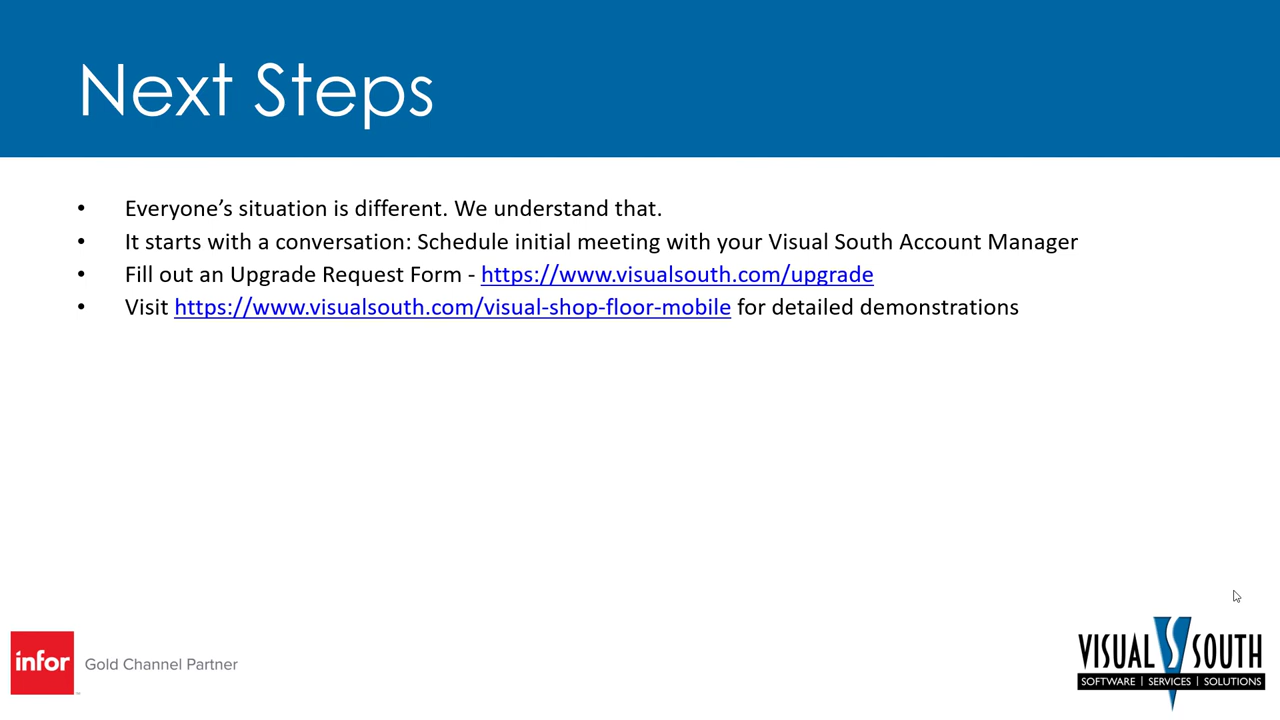 Next Steps
• Everyone’s situation is different. We understand that.
• It starts with a conversation: Schedule initial meeting with your Visual South Account Manager
• Fill out an Upgrade Request Form - https://www.visualsouth.com/upgrade
• Visit https://www.visualsouth.com/visual-shop-floor-mobile for detailed demonstrations
infor
Gold Channel Partner
VISUAL SOUTH
SOFTWARE | SERVICES | SOLUTIONS